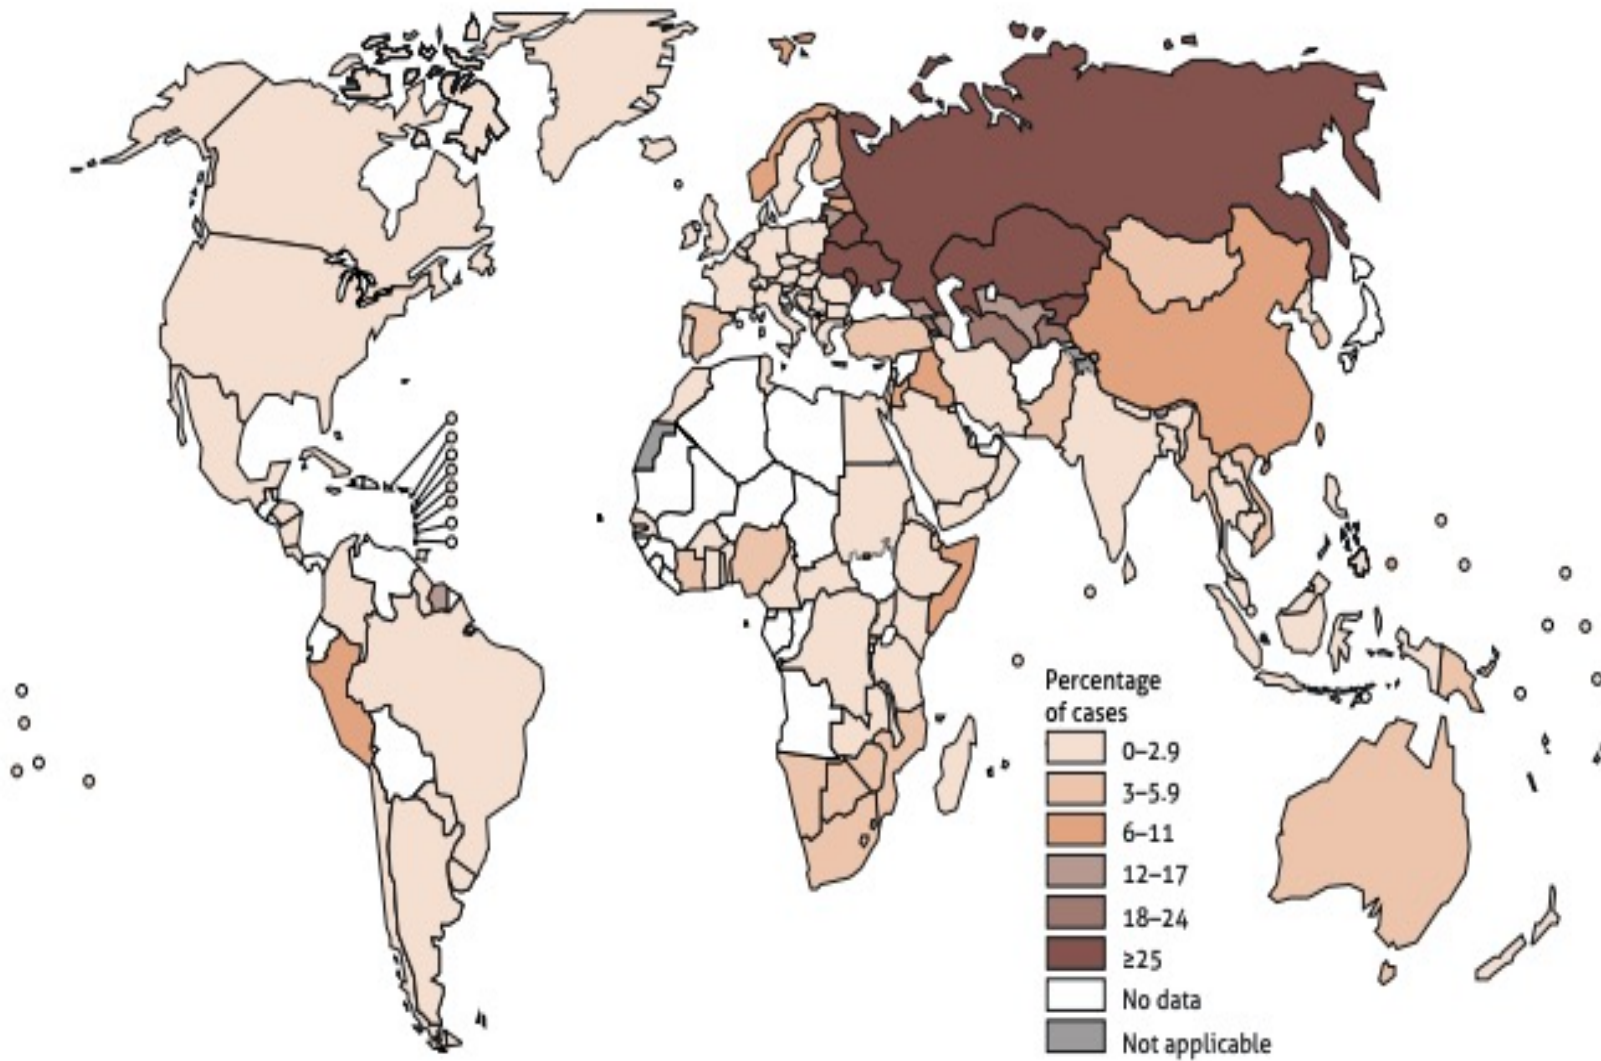 Percentage
of cases
0–2.9
3–5.9
6–11
12–17
18–24
≥25
No data
Not applicable